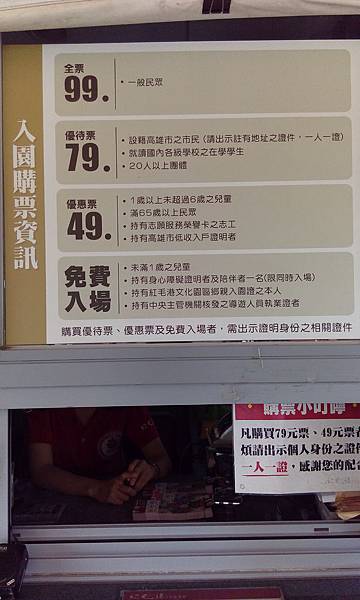 入園購票資訊
全票
99.
・一般民眾
優待票
79.
・設籍高雄市之市民 (請出示註有地址之證件，一人一證)
・就讀國內各級學校之在學學生
・20人以上團體
優惠票
49.
・1歲以上未超過6歲之兒童
・滿65歲以上民眾
・持有志願服務榮譽卡之志工
・持有高雄市低收入戶證明者
免費
入場
・未滿1歲之兒童
・持有身心障礙證明者及陪伴者一名(限同時入場)
・持有紅毛港文化園區鄉親入園證之本人
・持有中央主管機關核發之導遊人員執業證者
購買優待票、優惠票及免費入場者，需出示證明身份之相關證件
購票小叮嚀
凡購買79元票、49元票
煩請出示個人身份之證
一人一證，感謝您的配